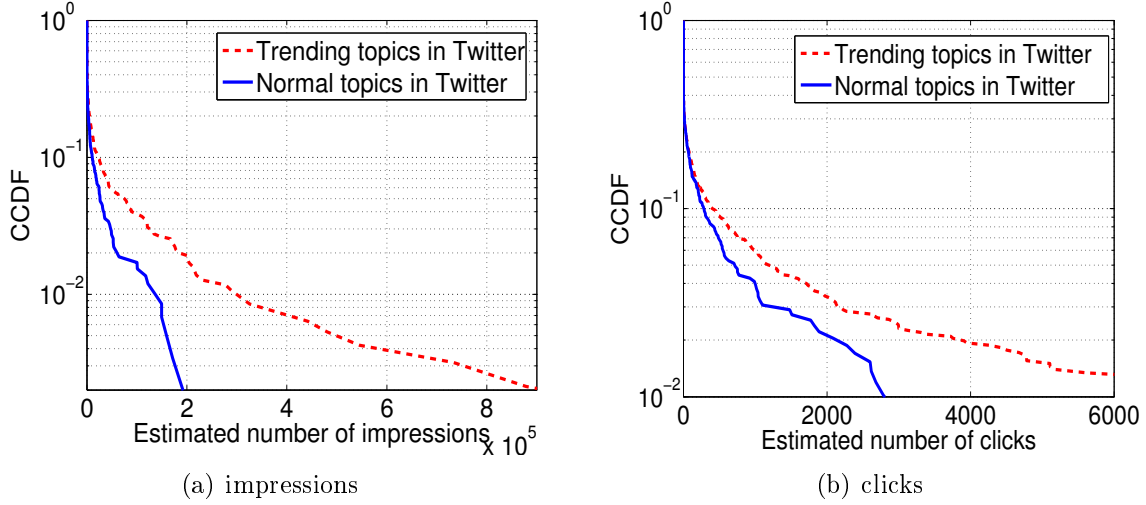 10^0
10^-1
10^-2
CCDF
Trending topics in Twitter
Normal topics in Twitter
0 2 4 6 8
x 10^5
Estimated number of impressions
(a) impressions
10^0
10^-1
10^-2
CCDF
Trending topics in Twitter
Normal topics in Twitter
0 2000 4000 6000
Estimated number of clicks
(b) clicks